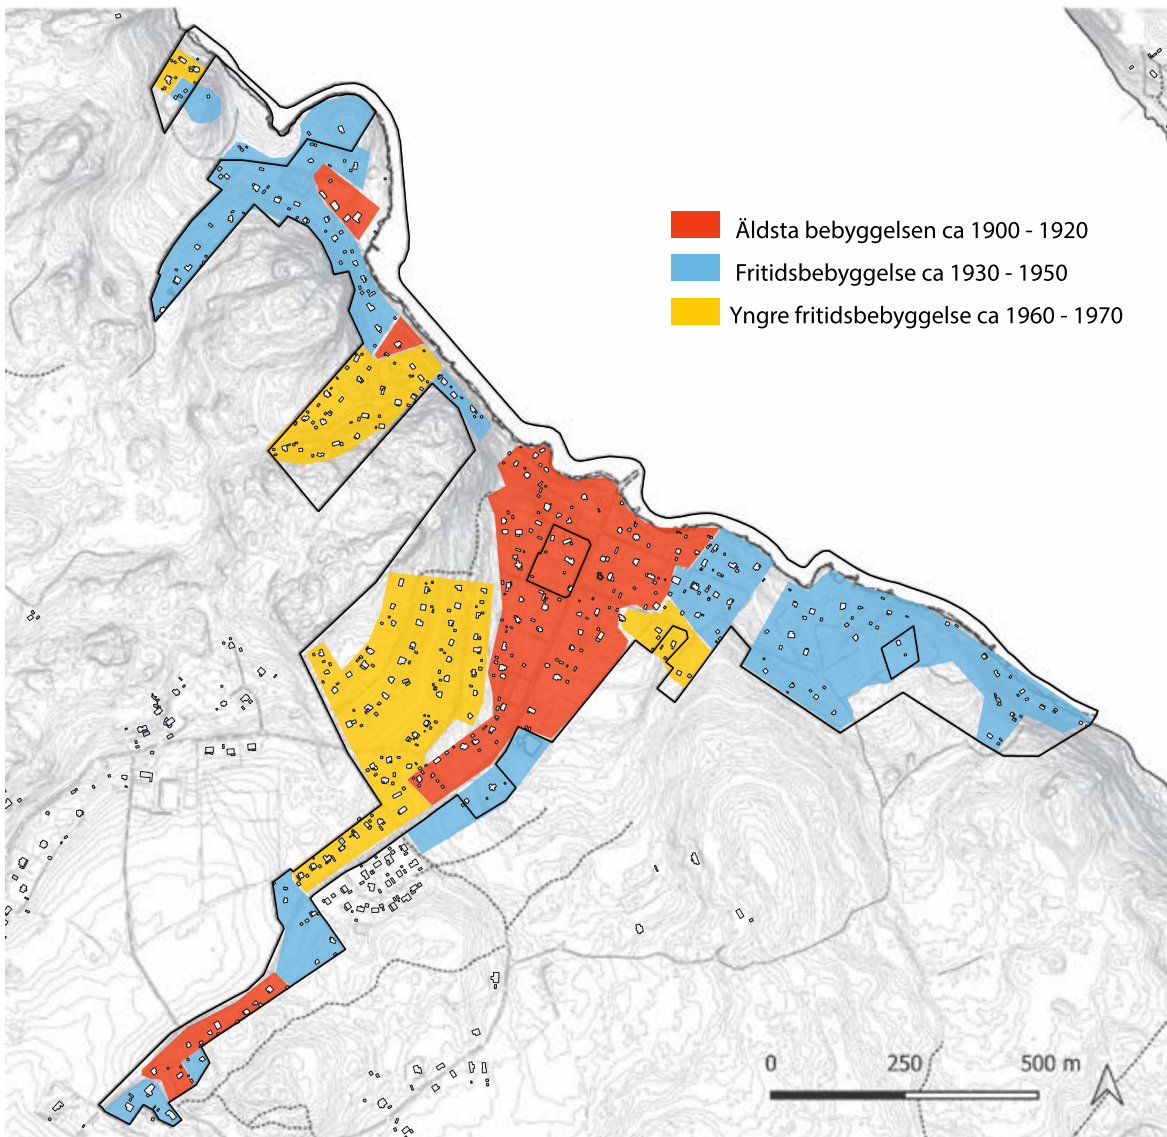 Äldsta bebyggelsen ca 1900 - 1920
Fritidsbebyggelse ca 1930 - 1950
Yngre fritidsbebyggelse ca 1960 - 1970
0 250 500 m